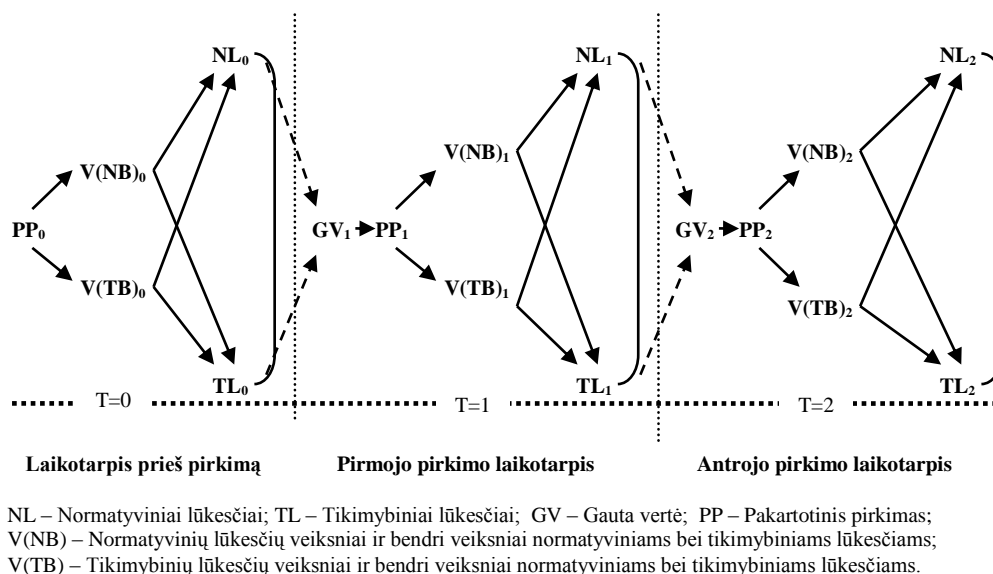 NL₀
NL₁
NL₂
V(NB)₀
V(NB)₁
V(NB)₂
PP₀
GV₁
PP₁
GV₂
PP₂
V(TB)₀
V(TB)₁
V(TB)₂
TL₀
TL₁
TL₂
T=0
T=1
T=2
Laikotarpis prieš pirkimą
Pirmojo pirkimo laikotarpis
Antrojo pirkimo laikotarpis
NL – Normatyviniai lūkesčiai; TL – Tikimybiniai lūkesčiai; GV – Gauta vertė; PP – Pakartotinis pirkimas;
V(NB) – Normatyvinių lūkesčių veiksniai ir bendri veiksniai normatyviniams bei tikimybiniams lūkesčiams;
V(TB) – Tikimybinių lūkesčių veiksniai ir bendri veiksniai normatyviniams bei tikimybiniams lūkesčiams.